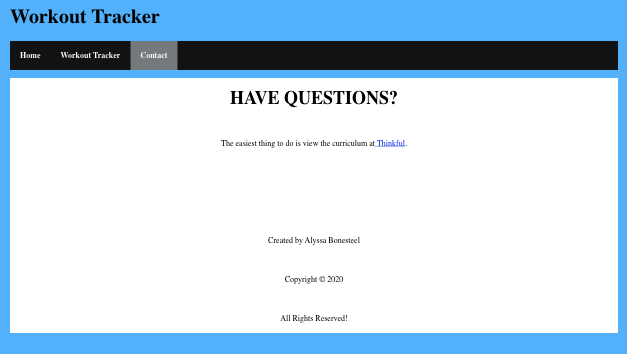 Workout Tracker
Home Workout Tracker Contact
HAVE QUESTIONS?
The easiest thing to do is view the curriculum at Thinkful.
Created by Alyssa Bonesteel
Copyright © 2020
All Rights Reserved!